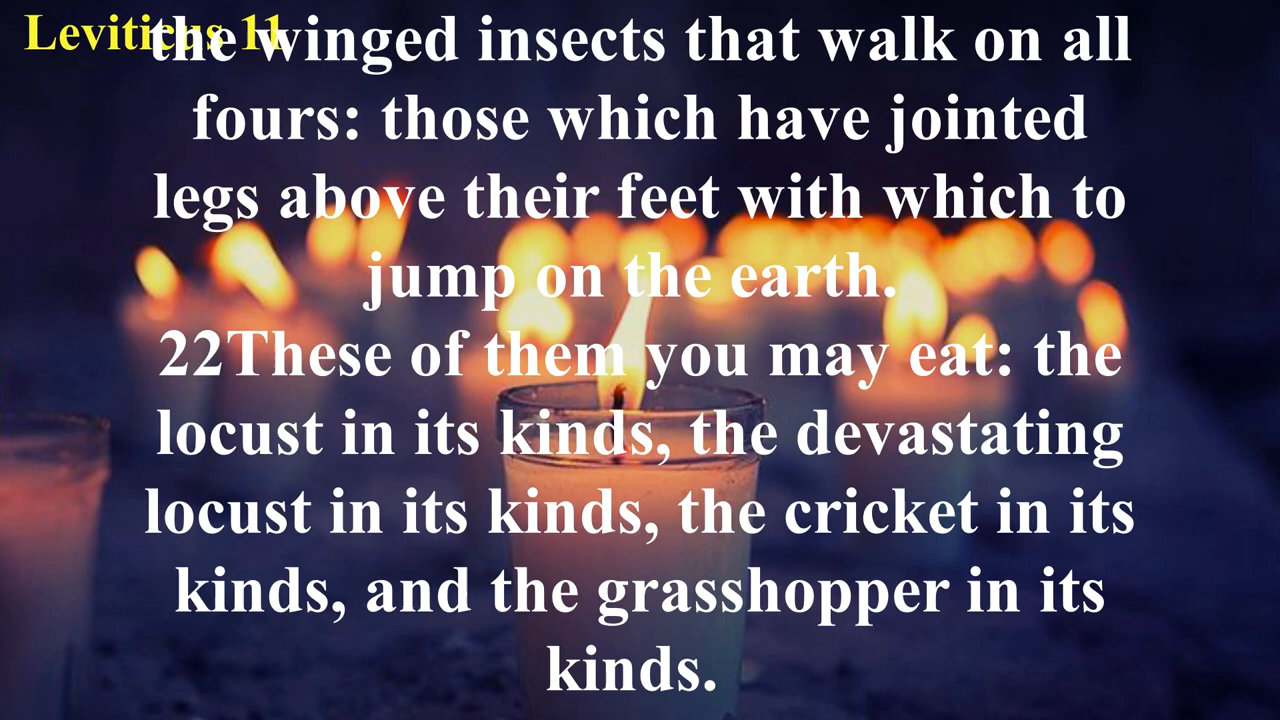 Leviticus 11
the winged insects that walk on all
fours: those which have jointed
legs above their feet with which to
jump on the earth.
22These of them you may eat: the
locust in its kinds, the devastating
locust in its kinds, the cricket in its
kinds, and the grasshopper in its
kinds.